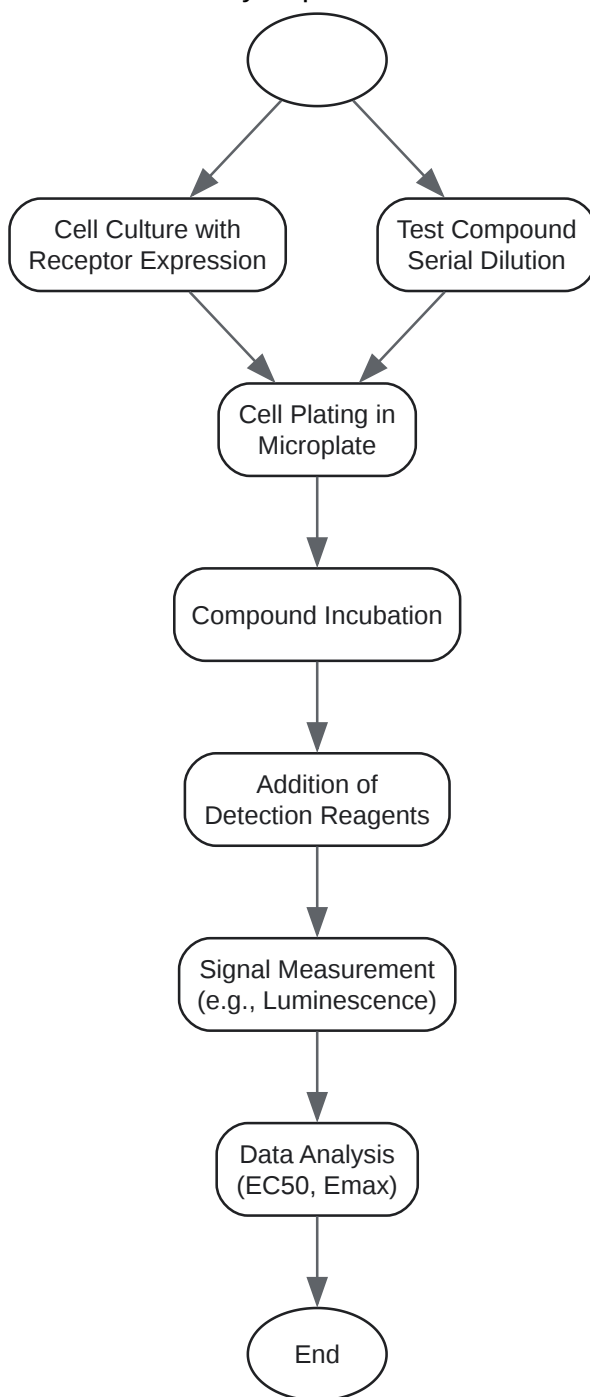 Cell Culture with
Receptor Expression
Test Compound
Serial Dilution
Cell Plating in
Microplate
Compound Incubation
Addition of
Detection Reagents
Signal Measurement
(e.g., Luminescence)
Data Analysis
(EC50, Emax)
End